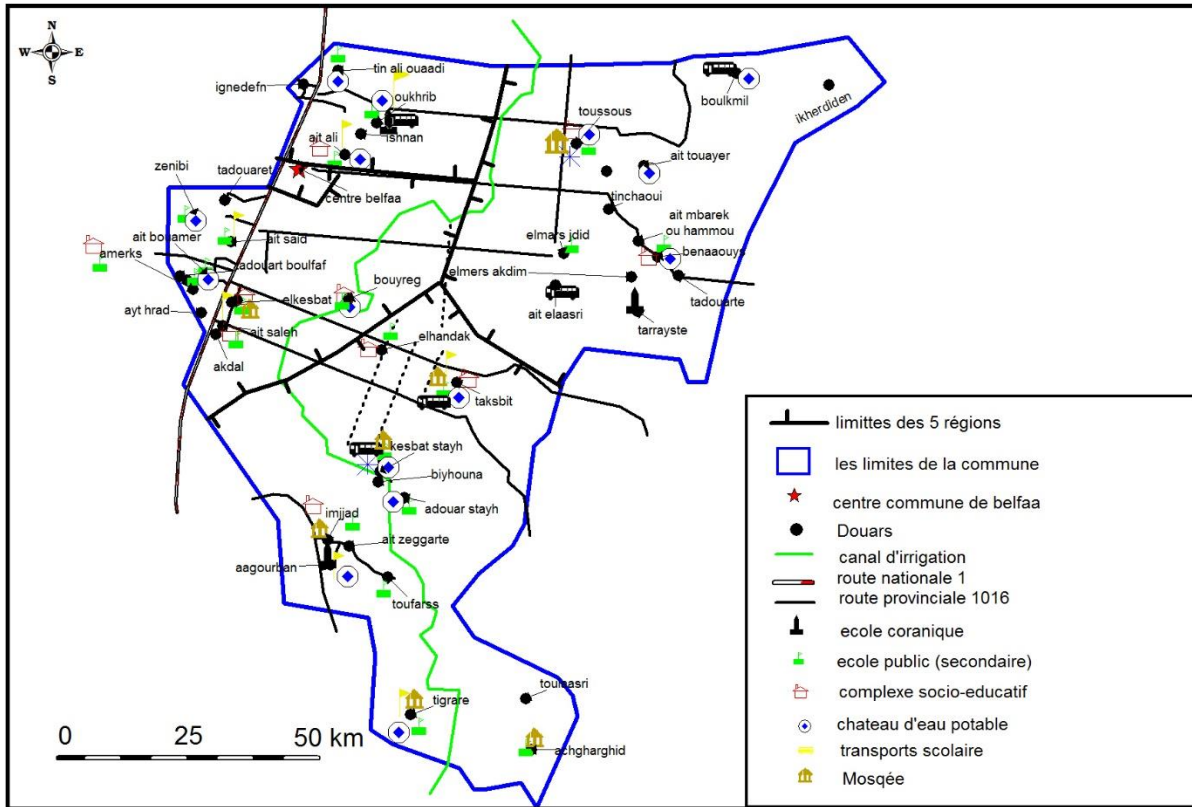 N
W E
S
tin ali ouaadi
ignedefn
oukhrib
boulkmil
ikherdiden
toussous
ishnan
ait ali
ait touayer
zenibi
tadouaret
centre belfaa
tinchaoui
ait mbarek
ou hammou
ait said
elmars jdid
benaaouys
ait bouamer
amerks
tadouart boulfaf
elmers akdim
tadouarte
bouyreg
elkesbat
ait elaasri
ayt hrad
tarrayste
ait saleh
elhandak
akdal
taksbit
kesbat stayh
biyhouna
adouar stayh
imjjad
ait zeggarte
aagourban
toufarss
tigrare
achgharghid
0 25 50 km
limittes des 5 régions
les limites de la commune
centre commune de belfaa
Douars
canal d'irrigation
route nationale 1
route provinciale 1016
ecole coranique
ecole public (secondaire)
complexe socio-educatif
chateau d'eau potable
transports scolaire
Mosqée